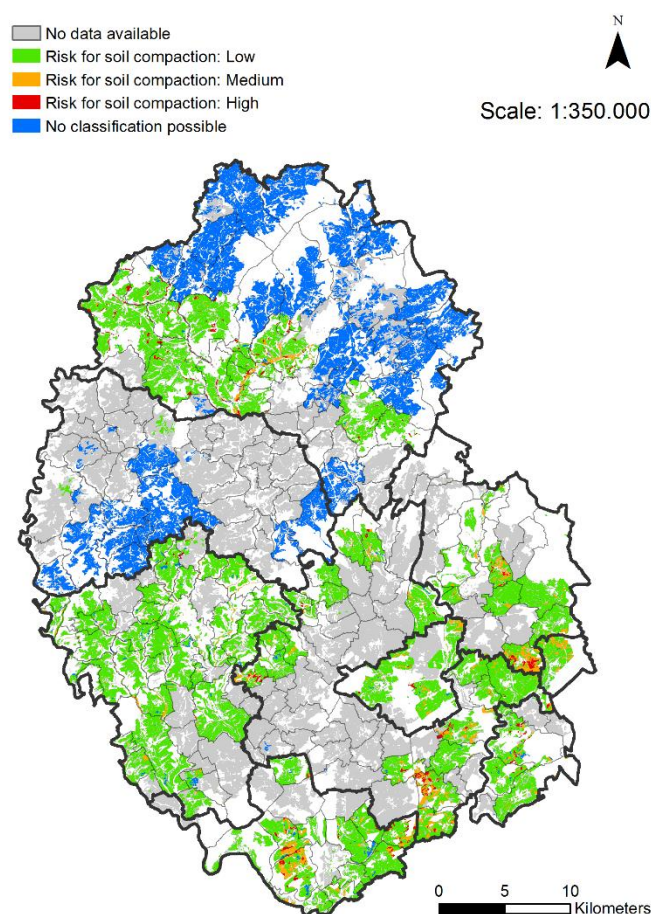 No data available
Risk for soil compaction: Low
Risk for soil compaction: Medium
Risk for soil compaction: High
No classification possible
N
Scale: 1:350.000
0 5 10
Kilometers